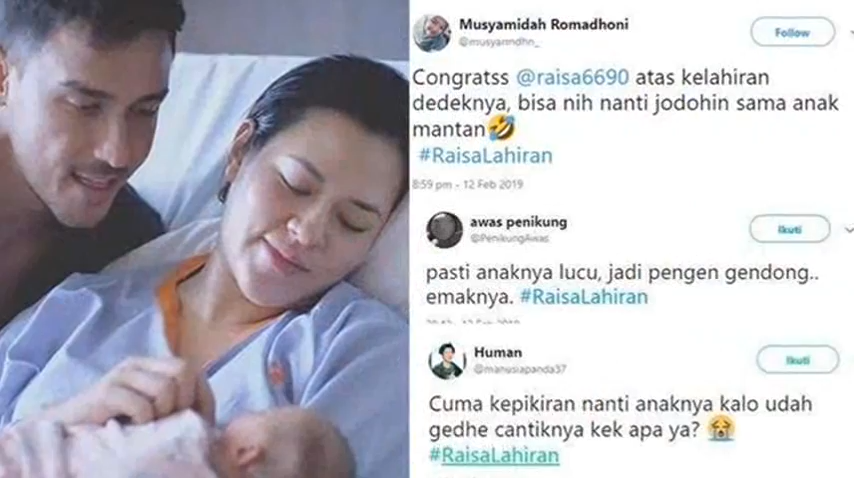 Musyamidah Romadhoni
Follow
@musyamndhn_
Congratss @raisa6690 atas kelahiran
dedeknya, bisa nih nanti jodohin sama anak
mantan🤣
#RaisaLahiran
8:59 pm - 12 Feb 2019
awas penikung
Ikuti
@PenikungAwas
pasti anaknya lucu, jadi pengen gendong..
emaknya. #RaisaLahiran
Human
Ikuti
@manusiapanda37
Cuma kepikiran nanti anaknya kalo udah
gedhe cantiknya kek apa ya? 😭
#RaisaLahiran